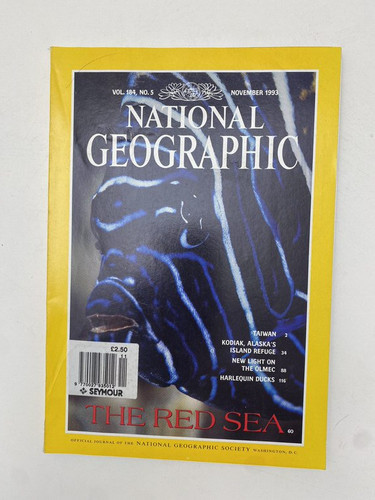 VOL. 184, NO. 5
NOVEMBER 1993
NATIONAL
GEOGRAPHIC
TAIWAN 3
KODIAK, ALASKA'S
ISLAND REFUGE 34
NEW LIGHT ON
THE OLMEC 88
HARLEQUIN DUCKS 116
£2.50
11
SEYMOUR
THE RED SEA 60
OFFICIAL JOURNAL OF THE NATIONAL GEOGRAPHIC SOCIETY WASHINGTON, D.C.